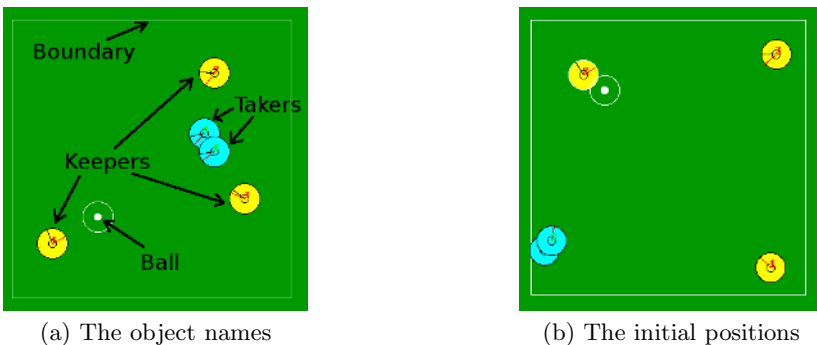 Boundary
Takers
Keepers
Ball
(a) The object names
(b) The initial positions